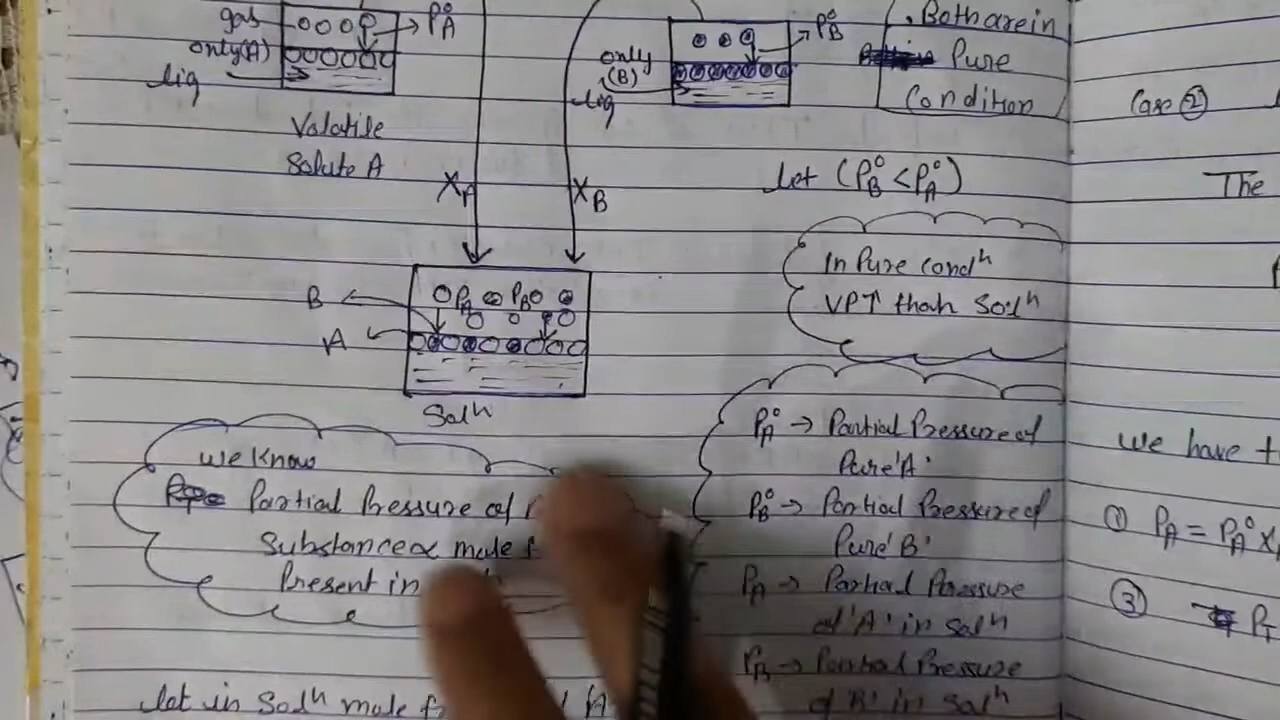 gas
only(A)
liq
P°A
Volatile
Solute A
XA
XB
only
(B)
liq
P°B
Both are in
Pure
Condition
let (P°B < P°A)
In Pure condn
VP↑ than Soln
B
PA
PB
A
Soln
we know
Partial Pressure of
Substance ∝ mole
Present in
let in Soln mole
P°A → Partial Pressure of
Pure 'A'
P°B → Partial Pressure of
Pure 'B'
PA → Partial Pressure
of 'A' in Soln
PB → Partial Pressure
of 'B' in Soln
Case ②
The
we have
① PA = P°A
③ PT